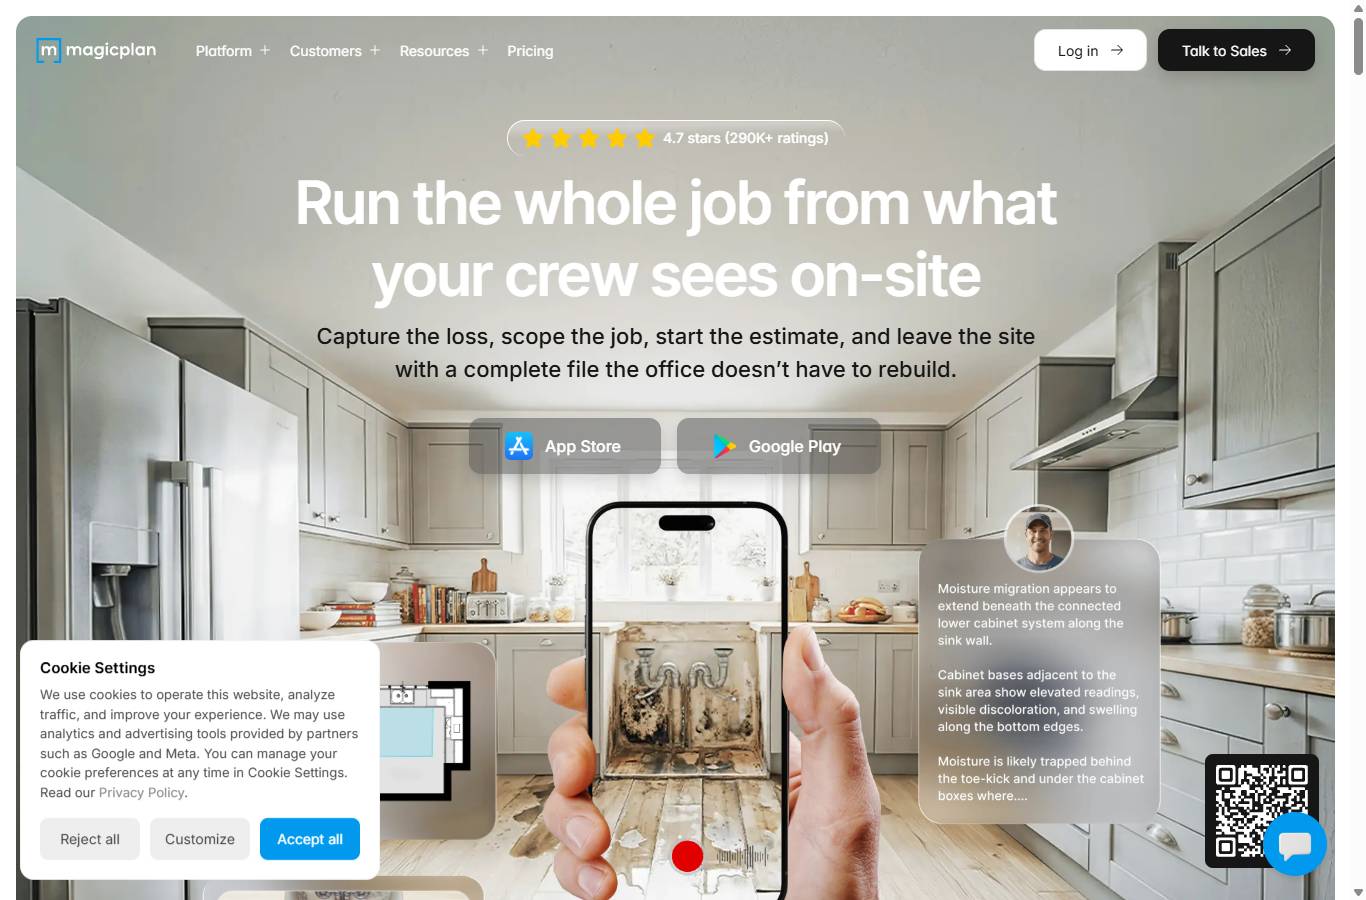 magicplan
Platform + Customers + Resources + Pricing
Log in →
Talk to Sales →
4.7 stars (290K+ ratings)
Run the whole job from what
your crew sees on-site
Capture the loss, scope the job, start the estimate, and leave the site
with a complete file the office doesn’t have to rebuild.
App Store
Google Play
Moisture migration appears to
extend beneath the connected
lower cabinet system along the
sink wall.
Cabinet bases adjacent to the
sink area show elevated readings,
visible discoloration, and swelling
along the bottom edges.
Moisture is likely trapped behind
the toe-kick and under the cabinet
boxes where....
Cookie Settings
We use cookies to operate this website, analyze
traffic, and improve your experience. We may use
analytics and advertising tools provided by partners
such as Google and Meta. You can manage your
cookie preferences at any time in Cookie Settings.
Read our Privacy Policy.
Reject all
Customize
Accept all